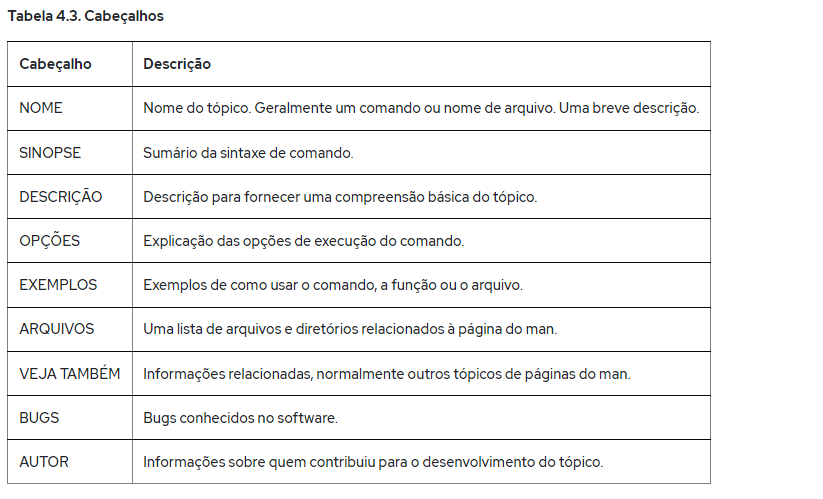 Tabela 4.3. Cabeçalhos
Cabeçalho Descrição
NOME Nome do tópico. Geralmente um comando ou nome de arquivo. Uma breve descrição.
SINOPSE Sumário da sintaxe de comando.
DESCRIÇÃO Descrição para fornecer uma compreensão básica do tópico.
OPÇÕES Explicação das opções de execução do comando.
EXEMPLOS Exemplos de como usar o comando, a função ou o arquivo.
ARQUIVOS Uma lista de arquivos e diretórios relacionados à página do man.
VEJA TAMBÉM Informações relacionadas, normalmente outros tópicos de páginas do man.
BUGS Bugs conhecidos no software.
AUTOR Informações sobre quem contribuiu para o desenvolvimento do tópico.